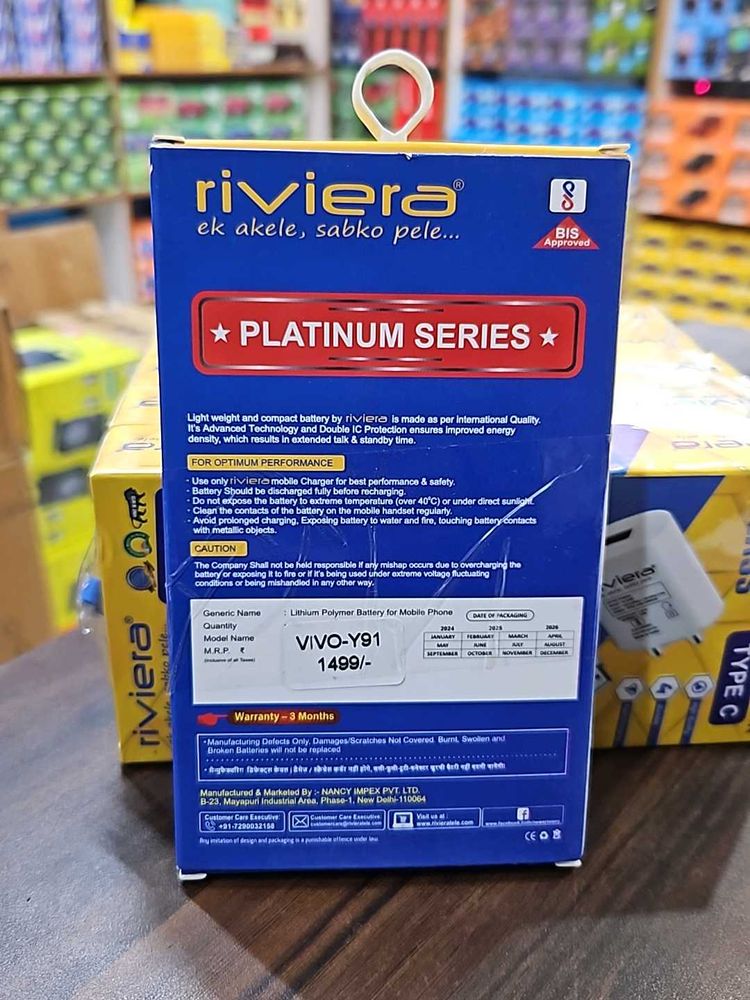 riviera®
ek akele, sabko pele...
BIS
Approved
★ PLATINUM SERIES ★
Light weight and compact battery by riviera is made as per international Quality.
It's Advanced Technology and Double IC Protection ensures improved energy
density, which results in extended talk & standby time.
FOR OPTIMUM PERFORMANCE
- Use only riviera mobile Charger for best performance & safety.
- Battery Should be discharged fully before recharging.
- Do not expose the battery to extreme temperature (over 40°C) or under direct sunlight.
- Clean the contacts of the battery on the mobile handset regularly.
- Avoid prolonged charging, Exposing battery to water and fire, touching battery contacts
with metallic objects.
CAUTION
The Company Shall not be held responsible if any mishap occurs due to overcharging the
battery or exposing it to fire or if it's being used under extreme voltage fluctuating
conditions or being mishandled in any other way.
Generic Name : Lithium Polymer Battery for Mobile Phone
Quantity
Model Name
M.R.P. ₹
(Inclusive of all Taxes)
VIVO-Y91
1499/-
DATE OF PACKAGING
2024 2025 2026
JANUARY FEBRUARY MARCH APRIL
MAY JUNE JULY AUGUST
SEPTEMBER OCTOBER NOVEMBER DECEMBER
Warranty – 3 Months
• Manufacturing Defects Only, Damages/Scratches Not Covered. Burnt, Swollen and
Broken Batteries will not be replaced
Manufactured & Marketed By :- NANCY IMPEX PVT. LTD.
B-23, Mayapuri Industrial Area, Phase-1, New Delhi-110064
Customer Care Executive:
+91-7290032158
Customer Care Executive:
customercare@rivieratele.com
Visit us at :
www.rivieratele.com
Any imitation of design and packaging is a punishable offence under law.
CE
riviera®
riviera
riviera
TYPE C